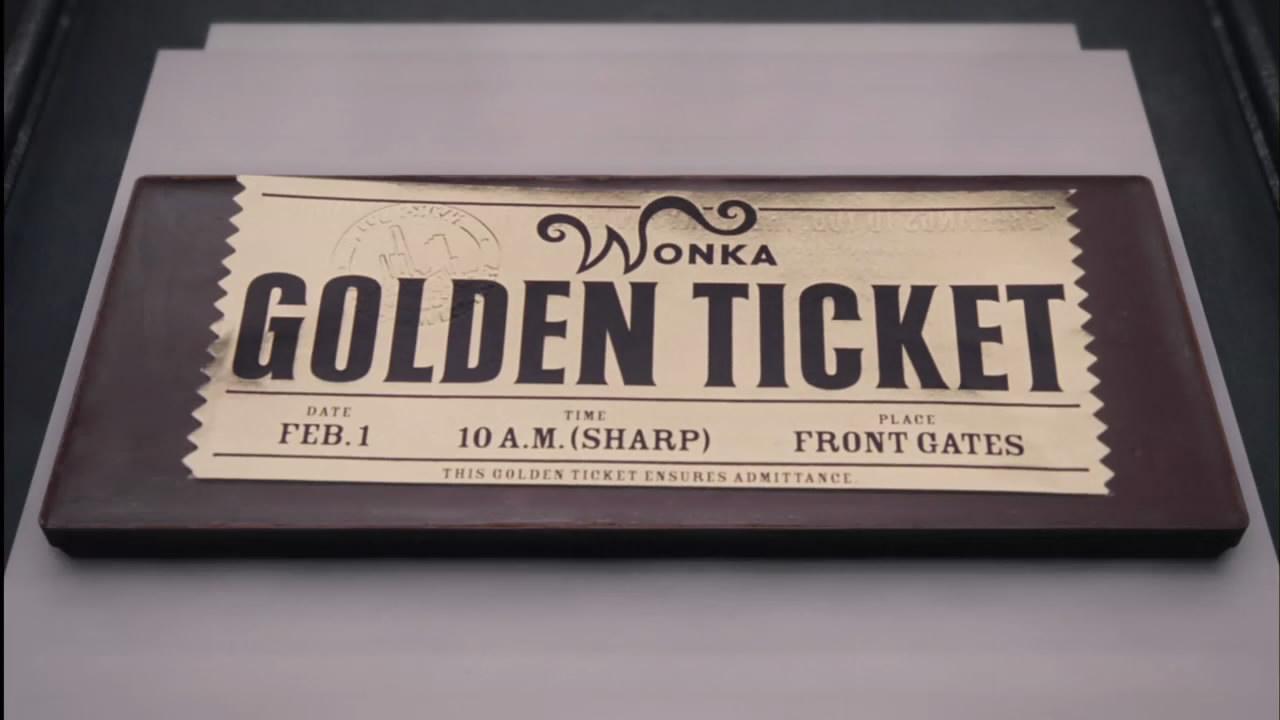 WONKA
GOLDEN TICKET
DATE TIME PLACE
FEB. 1 10 A.M. (SHARP) FRONT GATES
THIS GOLDEN TICKET ENSURES ADMITTANCE.